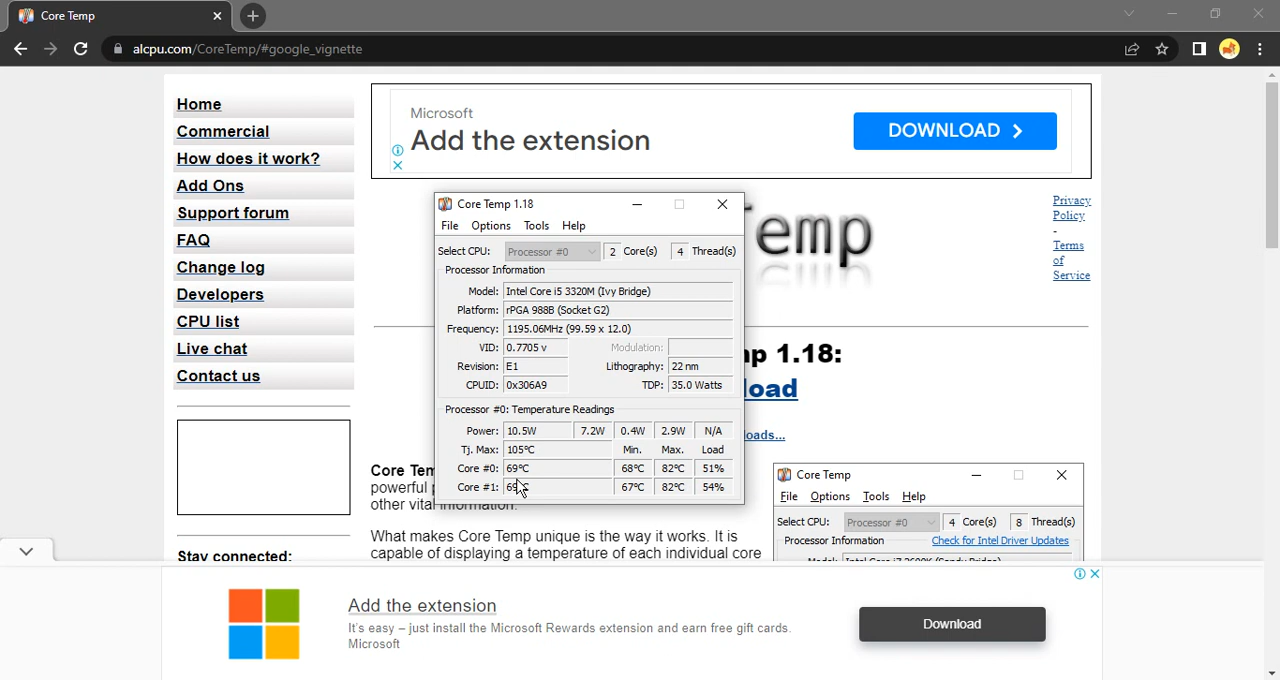 Core Temp
alcpu.com/CoreTemp/#google_vignette
Home
Commercial
How does it work?
Add Ons
Support forum
FAQ
Change log
Developers
CPU list
Live chat
Contact us
Stay connected:
Microsoft
Add the extension
DOWNLOAD
Temp
Privacy
Policy
-
Terms
of
Service
mp 1.18:
load
loads...
Core Tem
powerful p
other vital information.
What makes Core Temp unique is the way it works. It is
capable of displaying a temperature of each individual core
Core Temp 1.18
File Options Tools Help
Select CPU: Processor #0 2 Core(s) 4 Thread(s)
Processor Information
Model: Intel Core i5 3320M (Ivy Bridge)
Platform: rPGA 988B (Socket G2)
Frequency: 1195.06MHz (99.59 x 12.0)
VID: 0.7705 v Modulation:
Revision: E1 Lithography: 22 nm
CPUID: 0x306A9 TDP: 35.0 Watts
Processor #0: Temperature Readings
Power: 10.5W 7.2W 0.4W 2.9W N/A
Tj. Max: 105°C Min. Max. Load
Core #0: 69°C 68°C 82°C 51%
Core #1: 67°C 82°C 54%
Core Temp
File Options Tools Help
Select CPU: Processor #0 4 Core(s) 8 Thread(s)
Processor Information Check for Intel Driver Updates
Add the extension
It's easy – just install the Microsoft Rewards extension and earn free gift cards.
Microsoft
Download